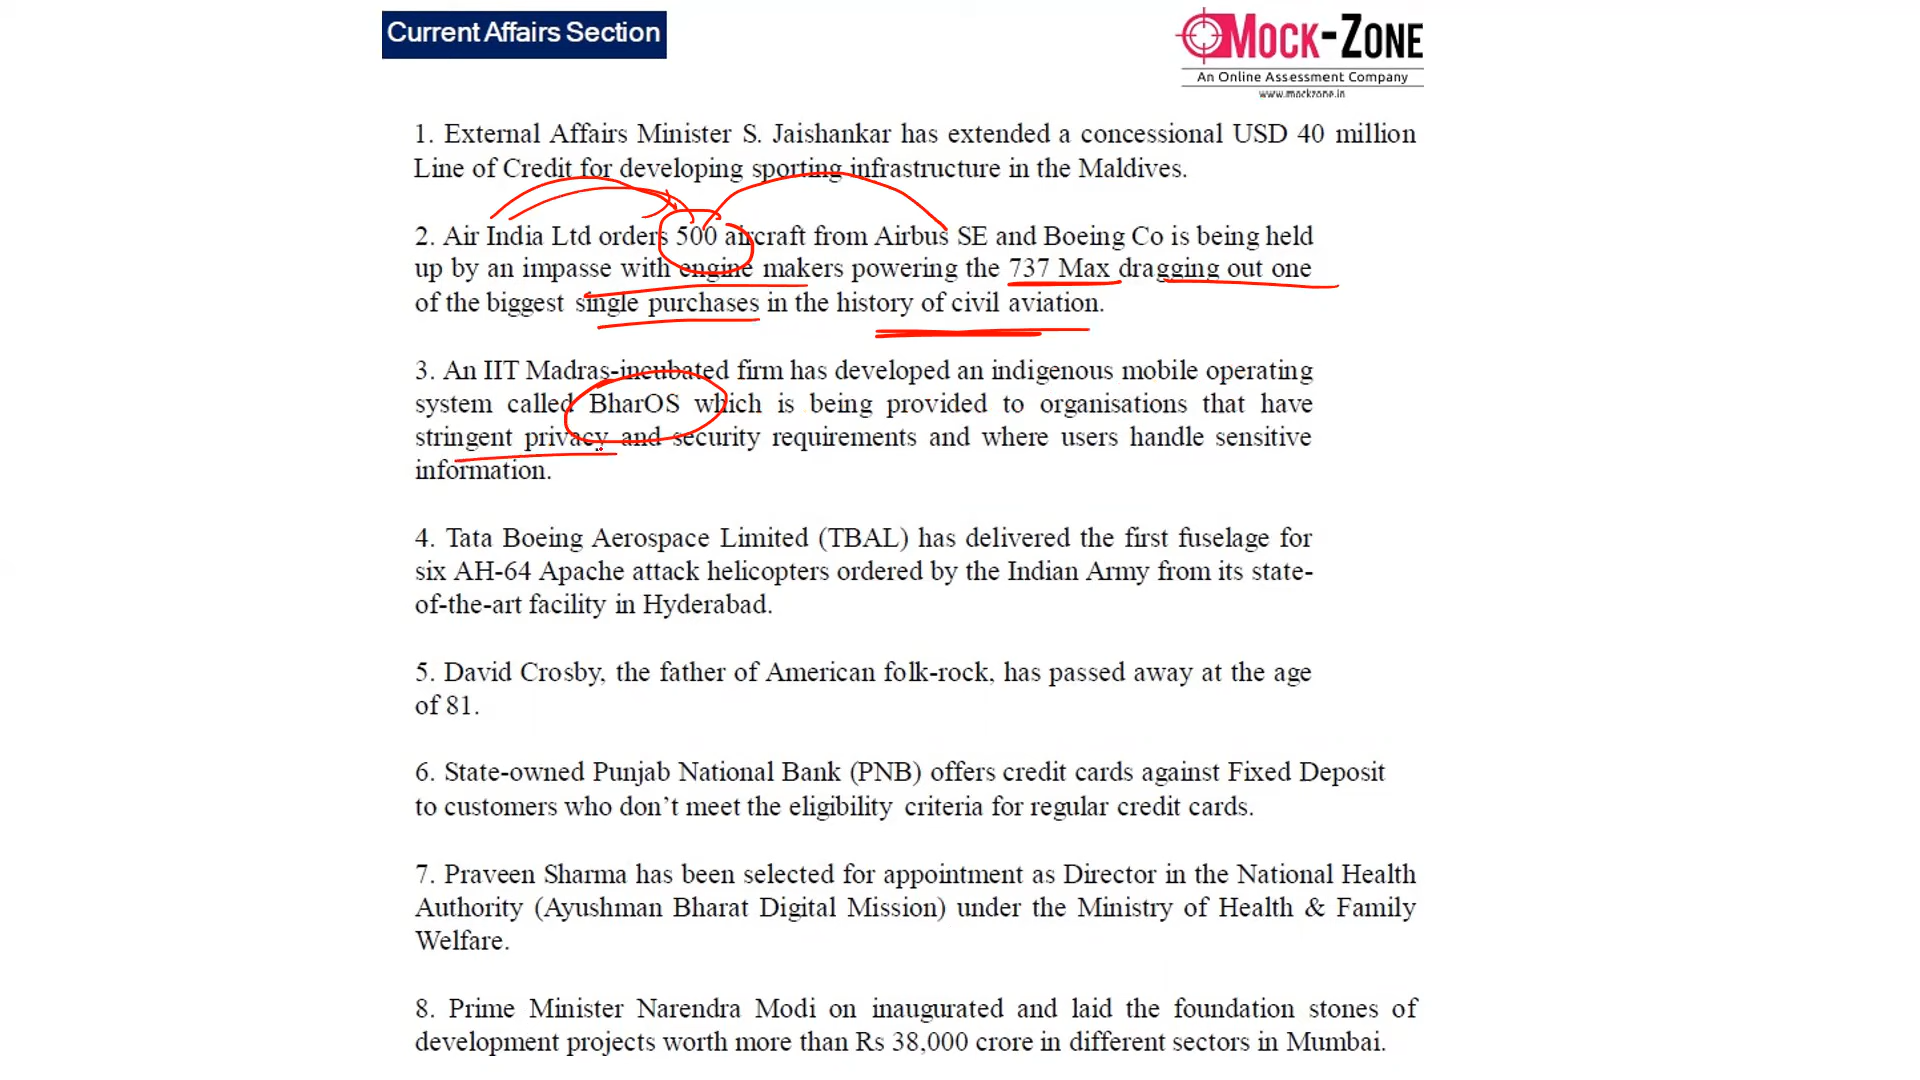 Current Affairs Section
MOCK-ZONE
An Online Assessment Company
www.mockzone.in
1. External Affairs Minister S. Jaishankar has extended a concessional USD 40 million
Line of Credit for developing sporting infrastructure in the Maldives.
2. Air India Ltd orders 500 aircraft from Airbus SE and Boeing Co is being held
up by an impasse with engine makers powering the 737 Max dragging out one
of the biggest single purchases in the history of civil aviation.
3. An IIT Madras-incubated firm has developed an indigenous mobile operating
system called BharOS which is being provided to organisations that have
stringent privacy and security requirements and where users handle sensitive
information.
4. Tata Boeing Aerospace Limited (TBAL) has delivered the first fuselage for
six AH-64 Apache attack helicopters ordered by the Indian Army from its state-
of-the-art facility in Hyderabad.
5. David Crosby, the father of American folk-rock, has passed away at the age
of 81.
6. State-owned Punjab National Bank (PNB) offers credit cards against Fixed Deposit
to customers who don’t meet the eligibility criteria for regular credit cards.
7. Praveen Sharma has been selected for appointment as Director in the National Health
Authority (Ayushman Bharat Digital Mission) under the Ministry of Health & Family
Welfare.
8. Prime Minister Narendra Modi on inaugurated and laid the foundation stones of
development projects worth more than Rs 38,000 crore in different sectors in Mumbai.